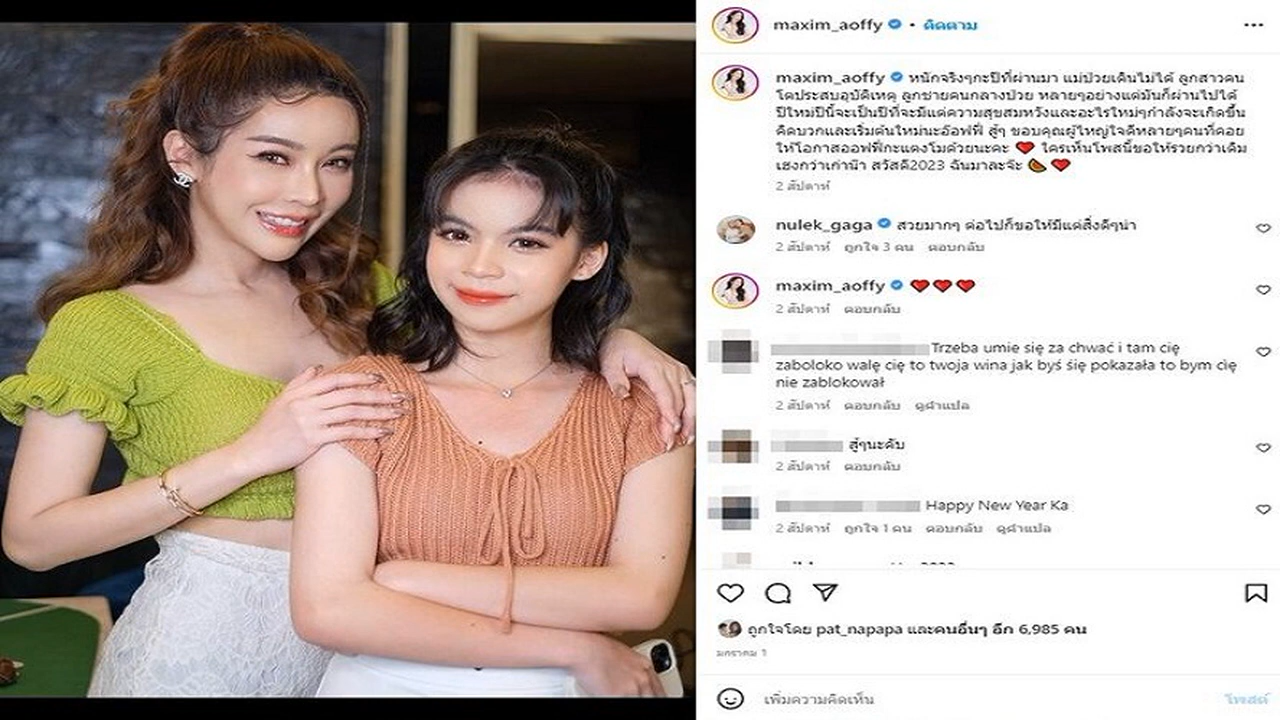 maxim_aoffy • ติดตาม
maxim_aoffy หนักจริงๆกะปีที่ผ่านมา แม่ป่วยเดินไม่ได้ ลูกสาวคน
โตประสบอุบัติเหตุ ลูกชายคนกลางป่วย หลายๆอย่างแต่มันก็ผ่านไปได้
ปีใหม่ปีนี้จะเป็นปีที่จะมีแต่ความสุขสมหวังและอะไรใหม่ๆกำลังจะเกิดขึ้น
คิดบวกและเริ่มต้นใหม่นะอ๊อฟฟี่ สู้ๆ ขอบคุณผู้ใหญ่ใจดีหลายๆคนที่คอย
ให้โอกาสออฟฟี่กะแตงโมด้วยนะคะ ❤️ ใครเห็นโพสนี้ขอให้รวยกว่าเดิม
เฮงกว่าเก่าน๊า สวัสดี2023 ฉันมาละจ๊ะ 🍉 ❤️
2 สัปดาห์
nulek_gaga สวยมากๆ ต่อไปก็ขอให้มีแต่สิ่งดีๆน่า
2 สัปดาห์ ถูกใจ 3 คน ตอบกลับ
maxim_aoffy ❤️❤️❤️
2 สัปดาห์ ตอบกลับ
Trzeba umie się za chwać i tam cię
zaboloko walę cię to twoja wina jak byś śię pokazała to bym cię
nie zablokował
2 สัปดาห์ ตอบกลับ ดูคำแปล
สู้ๆนะคับ
2 สัปดาห์ ตอบกลับ
Happy New Year Ka
2 สัปดาห์ ถูกใจ 1 คน ตอบกลับ ดูคำแปล
ถูกใจโดย pat_napapa และคนอื่นๆ อีก 6,985 คน
มกราคม 1
เพิ่มความคิดเห็น
โพสต์